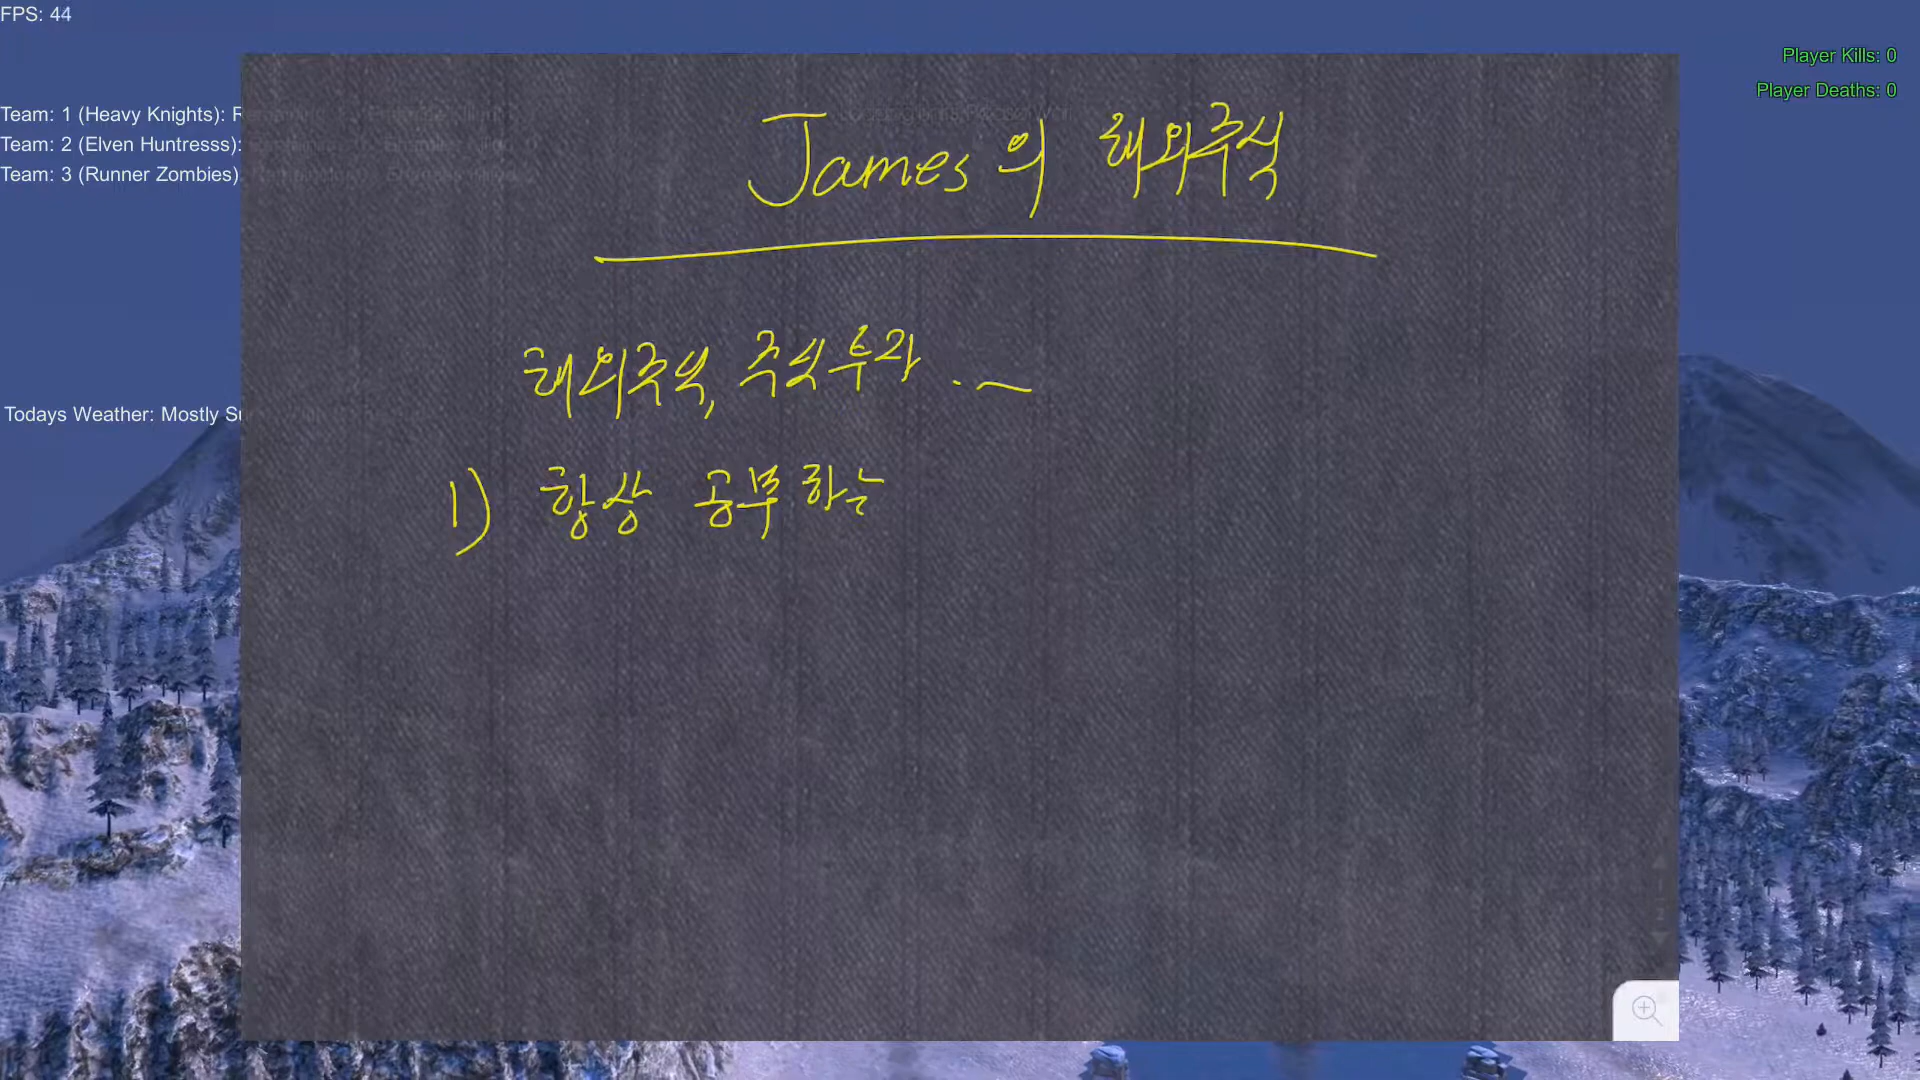 FPS: 44
Player Kills: 0
Player Deaths: 0
Team: 1 (Heavy Knights):
Team: 2 (Elven Huntresss):
Team: 3 (Runner Zombies)
Todays Weather: Mostly
James의 해외주식
해외주식, 주식투자 . ~
1) 항상 공부하는